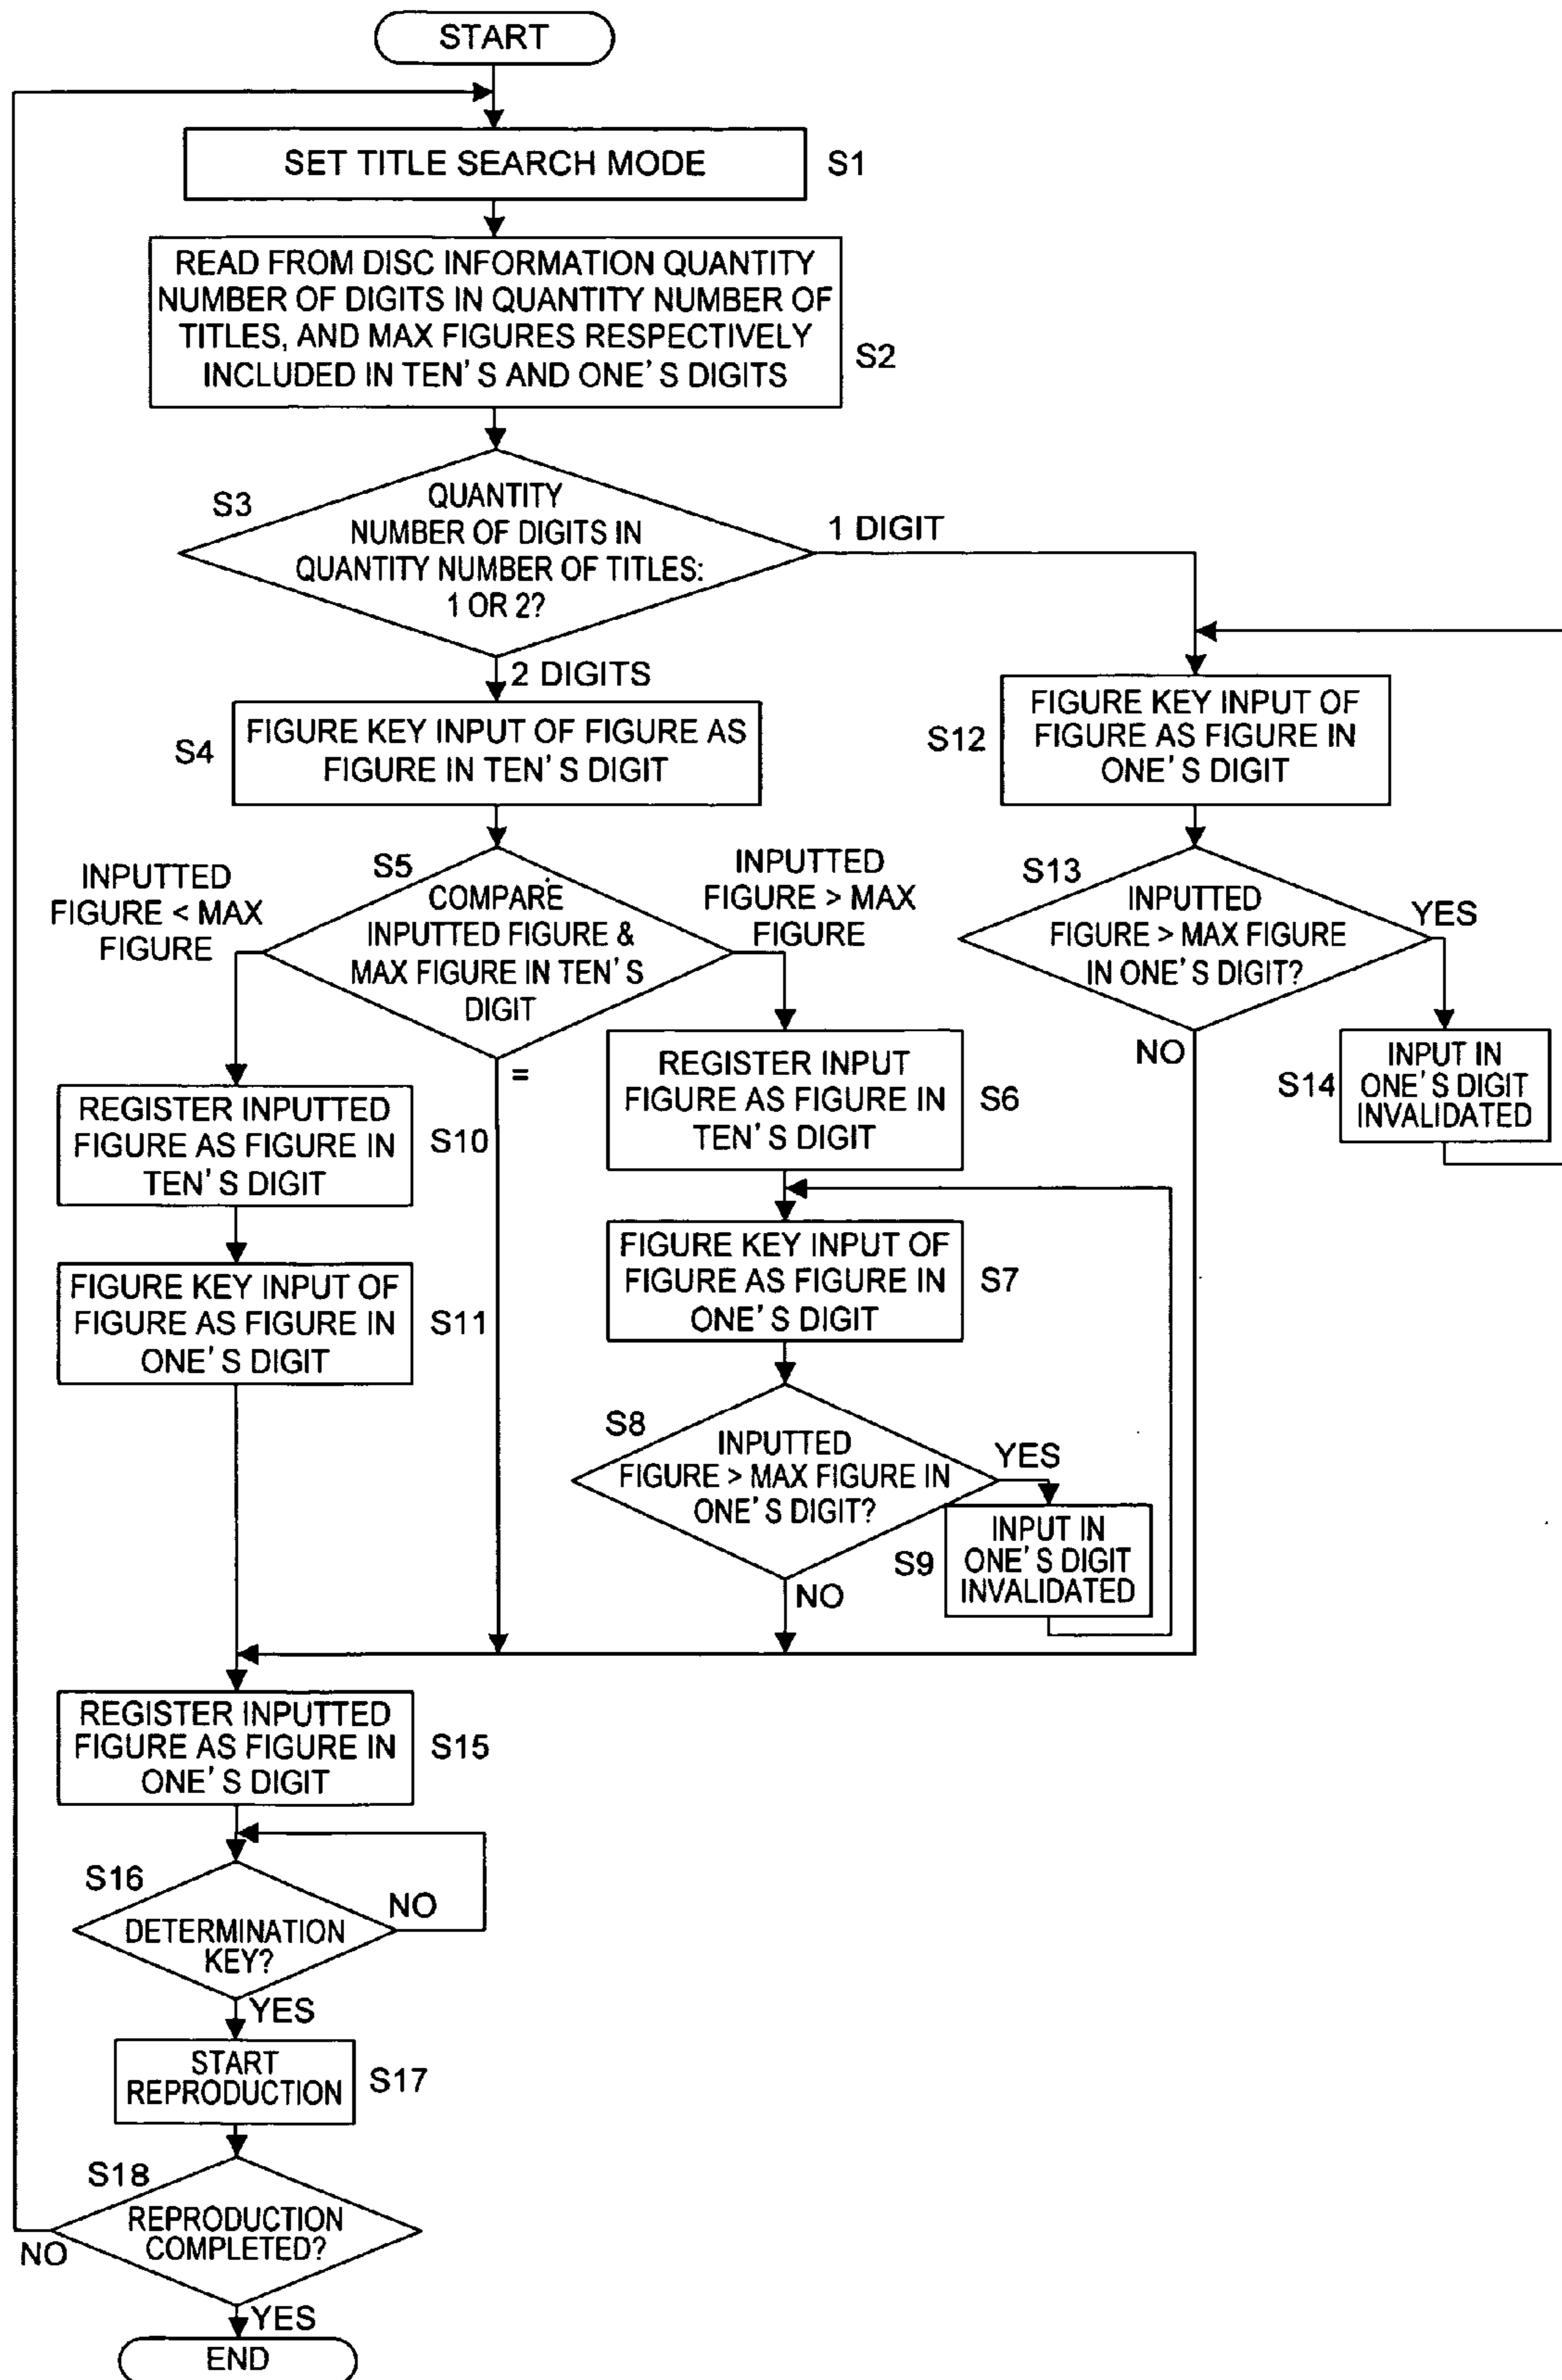 START
SET TITLE SEARCH MODE
S1
READ FROM DISC INFORMATION QUANTITY
NUMBER OF DIGITS IN QUANTITY NUMBER OF
TITLES, AND MAX FIGURES RESPECTIVELY
INCLUDED IN TEN'S AND ONE'S DIGITS
S2
S3
QUANTITY
NUMBER OF DIGITS IN
QUANTITY NUMBER OF TITLES:
1 OR 2?
1 DIGIT
2 DIGITS
S4
FIGURE KEY INPUT OF FIGURE AS
FIGURE IN TEN'S DIGIT
S12
FIGURE KEY INPUT OF
FIGURE AS FIGURE IN
ONE'S DIGIT
INPUTTED
FIGURE < MAX
FIGURE
S5
COMPARE
INPUTTED FIGURE &
MAX FIGURE IN TEN'S
DIGIT
INPUTTED
FIGURE > MAX
FIGURE
=
S13
INPUTTED
FIGURE > MAX FIGURE
IN ONE'S DIGIT?
YES
NO
S14
INPUT IN
ONE'S DIGIT
INVALIDATED
REGISTER INPUTTED
FIGURE AS FIGURE IN
TEN'S DIGIT
S10
REGISTER INPUT
FIGURE AS FIGURE IN
TEN'S DIGIT
S6
FIGURE KEY INPUT OF
FIGURE AS FIGURE IN
ONE'S DIGIT
S11
FIGURE KEY INPUT OF
FIGURE AS FIGURE IN
ONE'S DIGIT
S7
S8
INPUTTED
FIGURE > MAX FIGURE IN
ONE'S DIGIT?
YES
NO
S9
INPUT IN
ONE'S DIGIT
INVALIDATED
REGISTER INPUTTED
FIGURE AS FIGURE IN
ONE'S DIGIT
S15
S16
DETERMINATION
KEY?
NO
YES
START
REPRODUCTION
S17
S18
REPRODUCTION
COMPLETED?
NO
YES
END